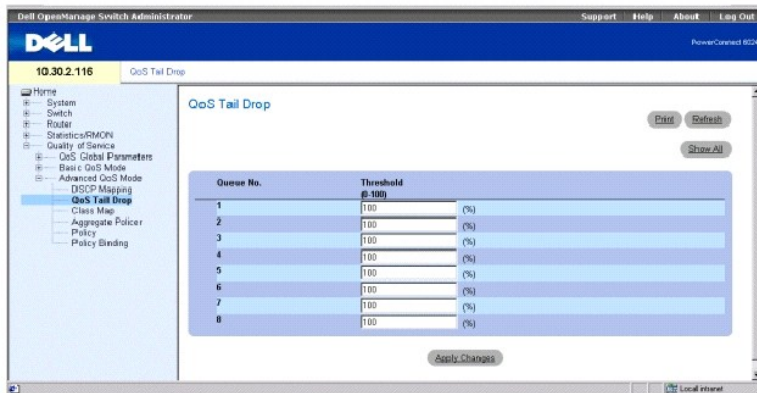 Dell OpenManage Switch Administrator
Support Help About Log Out
DELL
PowerConnect 6024
10.30.2.116
QoS Tail Drop
Home
System
Switch
Router
Statistics/RMON
Quality of Service
QoS Global Parameters
Basic QoS Mode
Advanced QoS Mode
DSCP Mapping
QoS Taill Drop
Class Map
Aggregate Policer
Policy
Policy Binding
QoS Tail Drop
Print Refresh
Show All
Queue No. Threshold
(0-100)
1 100 (%)
2 100 (%)
3 100 (%)
4 100 (%)
5 100 (%)
6 100 (%)
7 100 (%)
8 100 (%)
Apply Changes
Local intranet